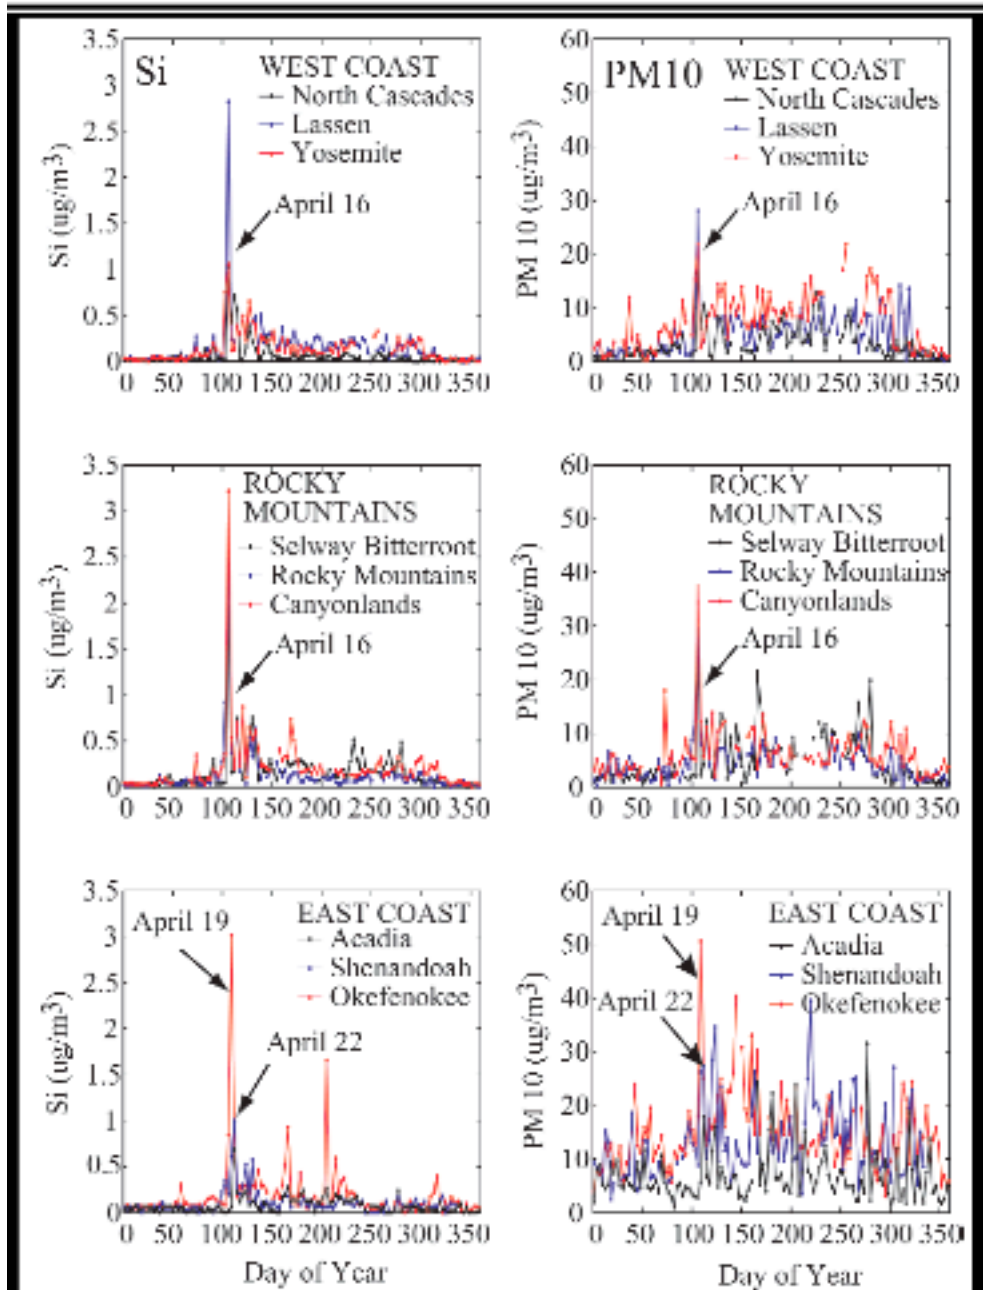 Si
WEST COAST
North Cascades
Lassen
Yosemite
April 16
Si (ug/m³)
3.5
3
2.5
2
1.5
1
0.5
0
0 50 100 150 200 250 300 350
PM10
WEST COAST
North Cascades
Lassen
Yosemite
April 16
PM 10 (ug/m³)
60
50
40
30
20
10
0
0 50 100 150 200 250 300 350
ROCKY
MOUNTAINS
Selway Bitterroot
Rocky Mountains
Canyonlands
April 16
Si (ug/m³)
3.5
3
2.5
2
1.5
1
0.5
0
0 50 100 150 200 250 300 350
ROCKY
MOUNTAINS
Selway Bitterroot
Rocky Mountains
Canyonlands
April 16
PM 10 (ug/m³)
60
50
40
30
20
10
0
0 50 100 150 200 250 300 350
EAST COAST
Acadia
Shenandoah
Okefenokee
April 19
April 22
Si (ug/m³)
3.5
3
2.5
2
1.5
1
0.5
0
0 50 100 150 200 250 300 350
Day of Year
EAST COAST
Acadia
Shenandoah
Okefenokee
April 19
April 22
PM 10 (ug/m³)
60
50
40
30
20
10
0
0 50 100 150 200 250 300 350
Day of Year